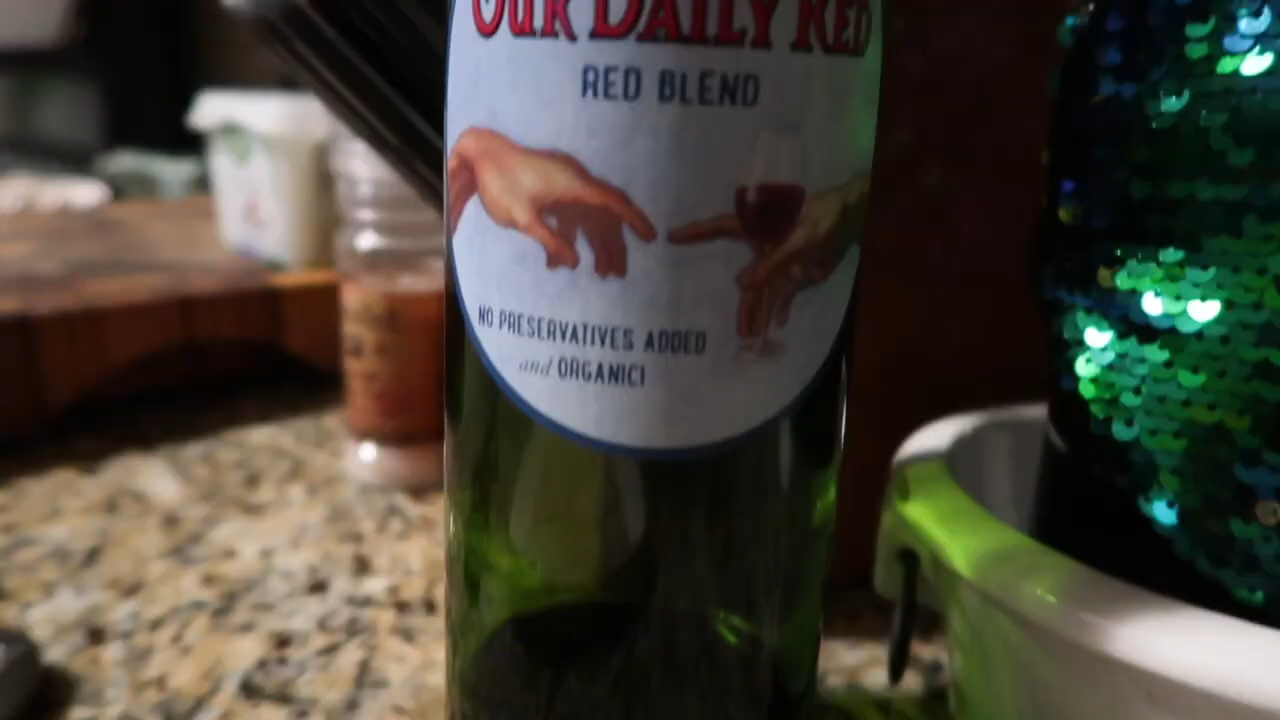 OUR DAILY RED
RED BLEND
NO PRESERVATIVES ADDED
and ORGANIC!